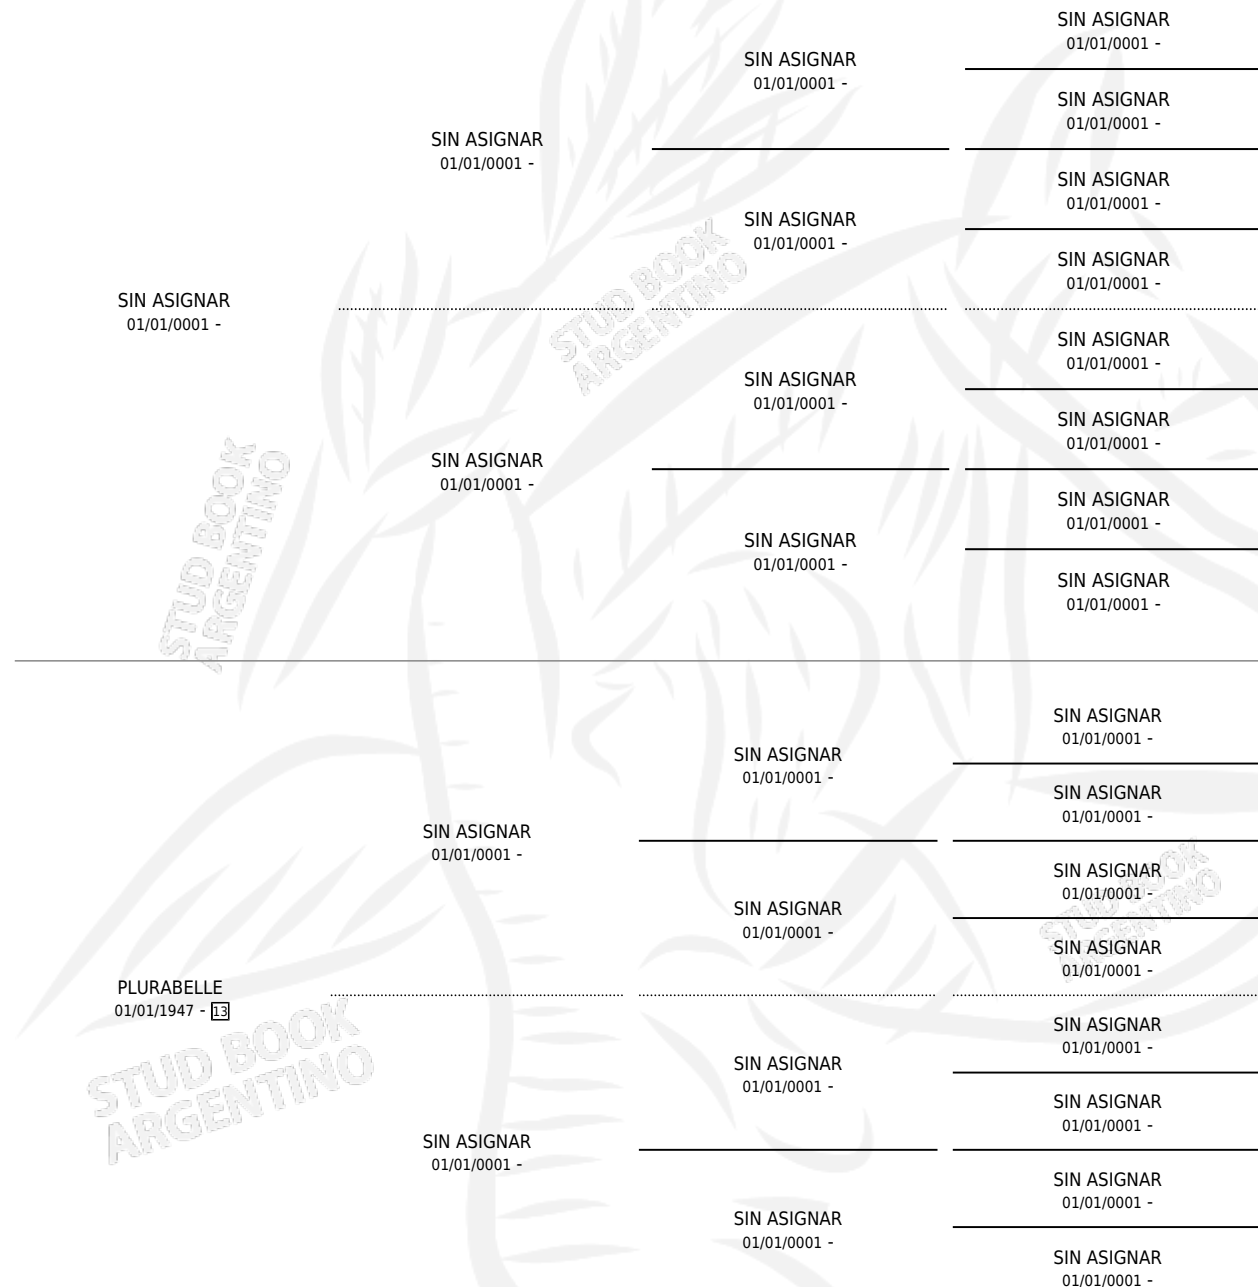 SIN ASIGNAR
01/01/0001 -
SIN ASIGNAR
01/01/0001 -
SIN ASIGNAR
01/01/0001 -
SIN ASIGNAR
01/01/0001 -
SIN ASIGNAR
01/01/0001 -
SIN ASIGNAR
01/01/0001 -
SIN ASIGNAR
01/01/0001 -
SIN ASIGNAR
01/01/0001 -
STUD BOOK
ARGENTINO
SIN ASIGNAR
01/01/0001 -
SIN ASIGNAR
01/01/0001 -
SIN ASIGNAR
01/01/0001 -
SIN ASIGNAR
01/01/0001 -
SIN ASIGNAR
01/01/0001 -
STUD BOOK
ARGENTINO
SIN ASIGNAR
01/01/0001 -
SIN ASIGNAR
01/01/0001 -
SIN ASIGNAR
01/01/0001 -
SIN ASIGNAR
01/01/0001 -
SIN ASIGNAR
01/01/0001 -
SIN ASIGNAR
01/01/0001 -
SIN ASIGNAR
01/01/0001 -
SIN ASIGNAR
01/01/0001 -
SIN ASIGNAR
01/01/0001 -
STUD BOOK
ARGENTINO
SIN ASIGNAR
01/01/0001 -
SIN ASIGNAR
01/01/0001 -
PLURABELLE
01/01/1947 - 13
STUD BOOK
ARGENTINO
SIN ASIGNAR
01/01/0001 -
SIN ASIGNAR
01/01/0001 -
SIN ASIGNAR
01/01/0001 -
SIN ASIGNAR
01/01/0001 -
SIN ASIGNAR
01/01/0001 -
SIN ASIGNAR
01/01/0001 -
SIN ASIGNAR
01/01/0001 -